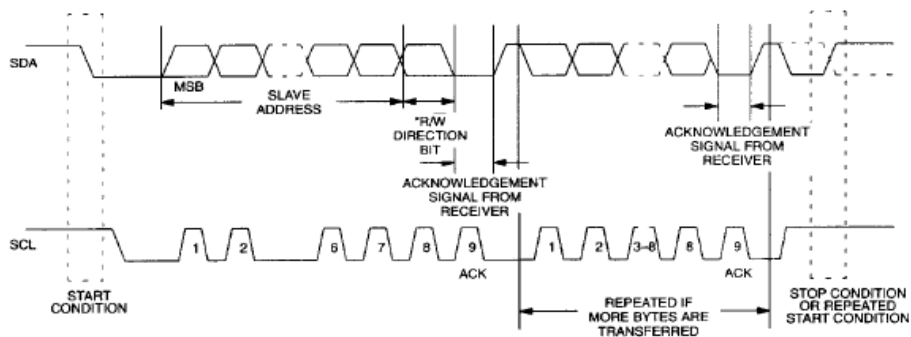 SDA
MSB
SLAVE
ADDRESS
*R/W
DIRECTION
BIT
ACKNOWLEDGEMENT
SIGNAL FROM
RECEIVER
ACKNOWLEDGEMENT
SIGNAL FROM
RECEIVER
SCL
1 2 6 7 8 9 1 2 3–8 8 9
ACK
ACK
START
CONDITION
REPEATED IF
MORE BYTES ARE
TRANSFERRED
STOP CONDITION
OR REPEATED
START CONDITION